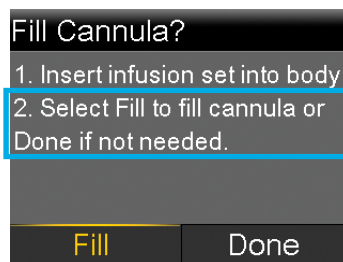 Fill Cannula?
1. Insert infusion set into body
2. Select Fill to fill cannula or
Done if not needed.
Fill
Done